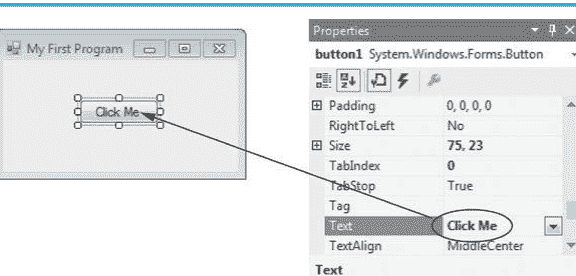 My First Program
Click Me
Properties
button1 System.Windows.Forms.Button
Padding 0, 0, 0, 0
RightToLeft No
Size 75, 23
TabIndex 0
TabStop True
Tag
Text Click Me
TextAlign MiddleCenter
Text